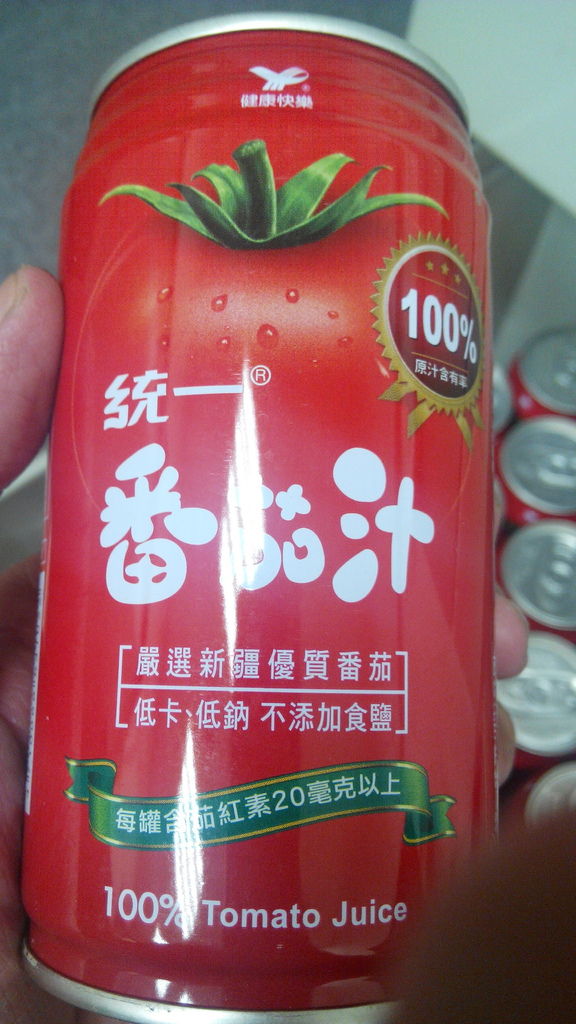 健康快樂
100%
原汁含有率
統一®
番茄汁
嚴選新疆優質番茄
低卡、低鈉 不添加食鹽
每罐含茄紅素20毫克以上
100% Tomato Juice